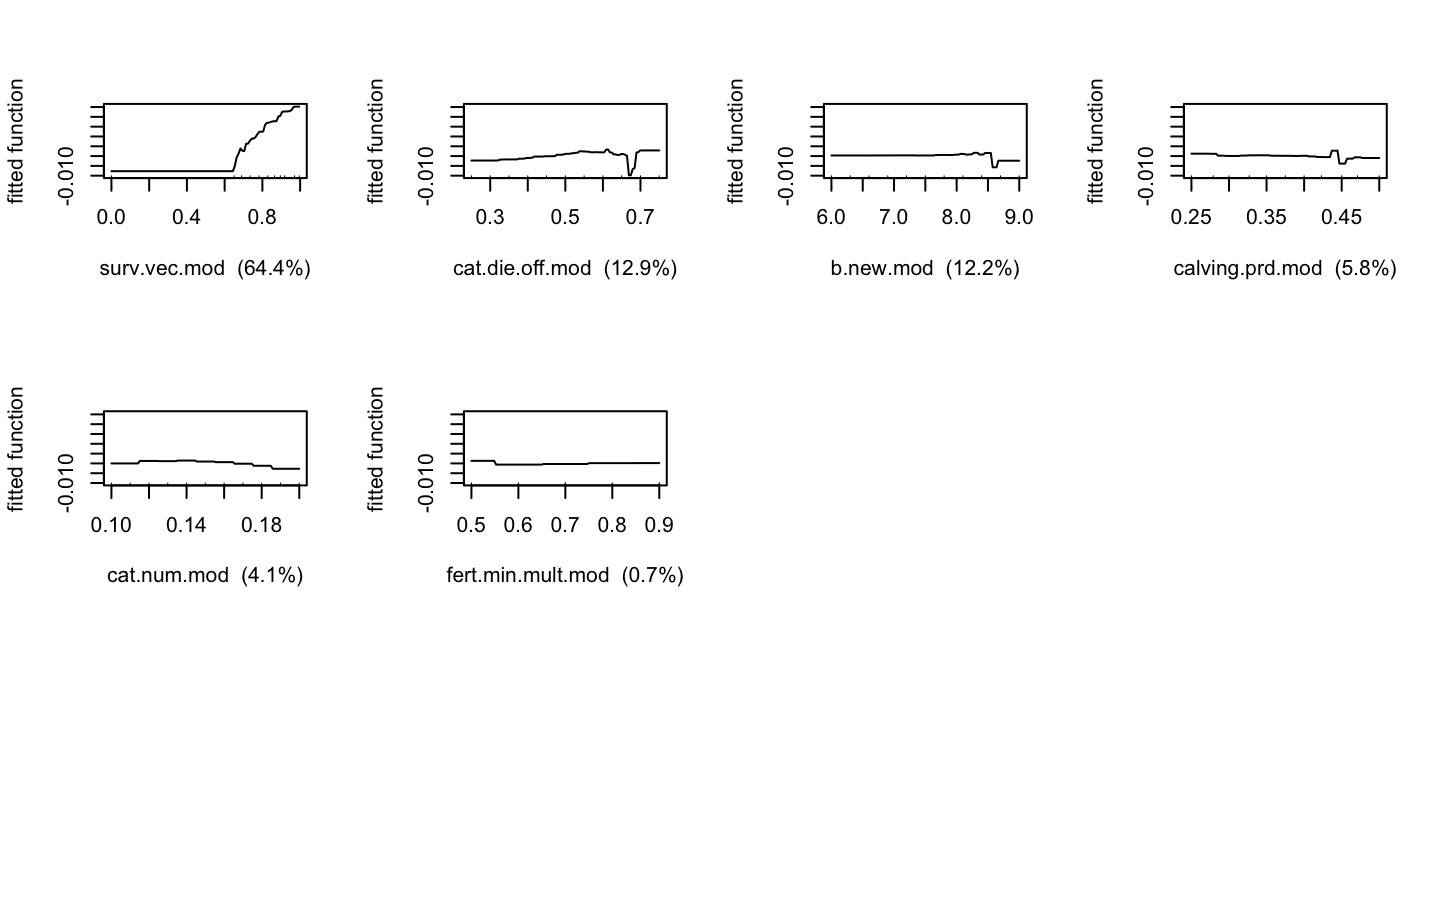 fitted function
-0.010
0.0 0.4 0.8
surv.vec.mod (64.4%)
fitted function
-0.010
0.3 0.5 0.7
cat.die.off.mod (12.9%)
fitted function
-0.010
6.0 7.0 8.0 9.0
b.new.mod (12.2%)
fitted function
-0.010
0.25 0.35 0.45
calving.prd.mod (5.8%)
fitted function
-0.010
0.10 0.14 0.18
cat.num.mod (4.1%)
fitted function
-0.010
0.5 0.6 0.7 0.8 0.9
fert.min.mult.mod (0.7%)